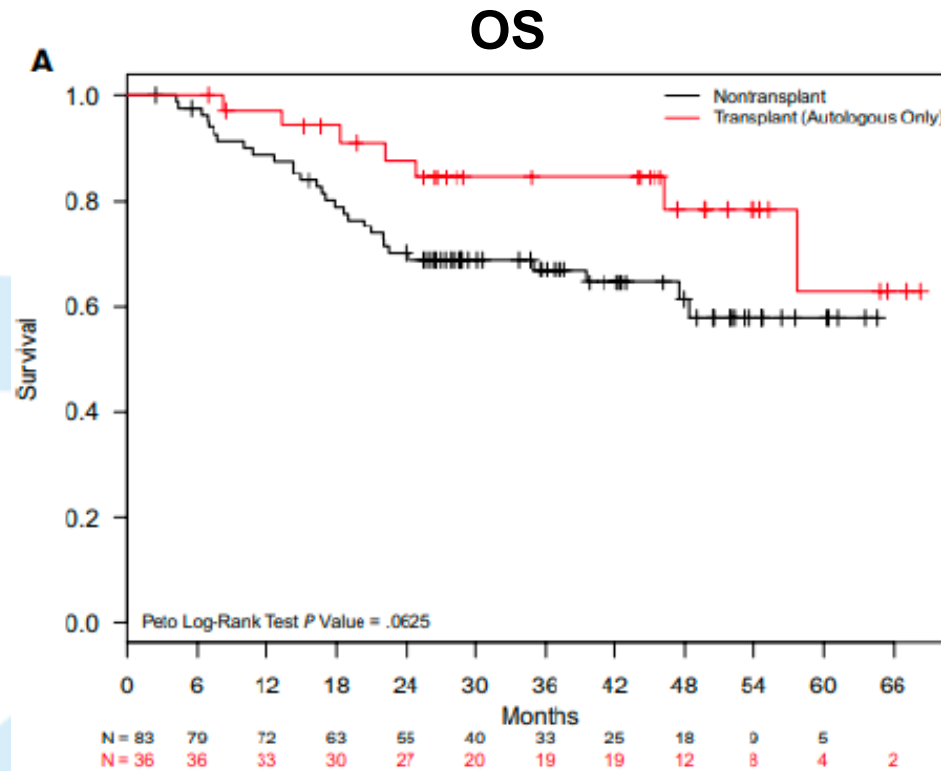 OS
A
Nontransplant
Transplant (Autologous Only)
1.0
0.8
0.6
0.4
0.2
0.0
Survival
Peto Log-Rank Test P Value = .0625
0 6 12 18 24 30 36 42 48 54 60 66
Months
N = 83 79 72 63 55 40 33 25 18 9 5
N = 36 36 33 30 27 20 19 19 12 8 4 2